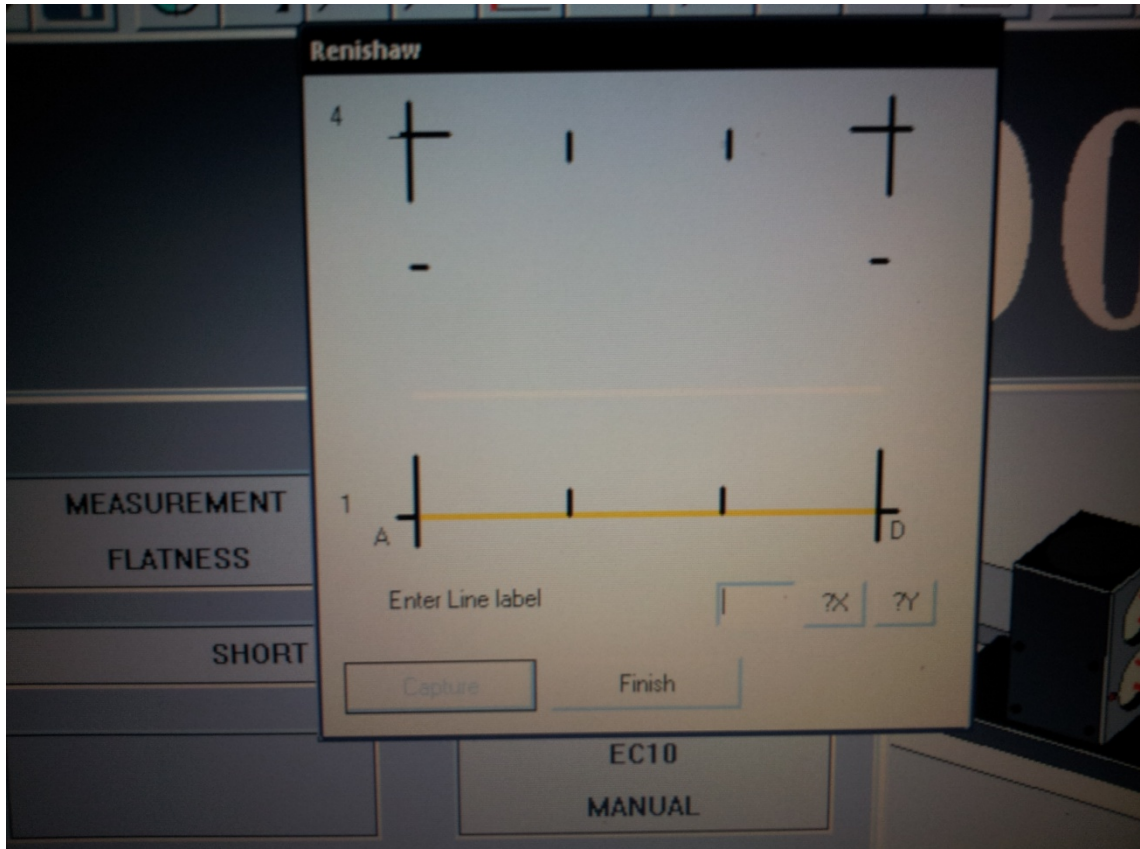 Renishaw
4
1
A
D
MEASUREMENT
FLATNESS
Enter Line label
?X
?Y
SHORT
Capture
Finish
EC10
MANUAL